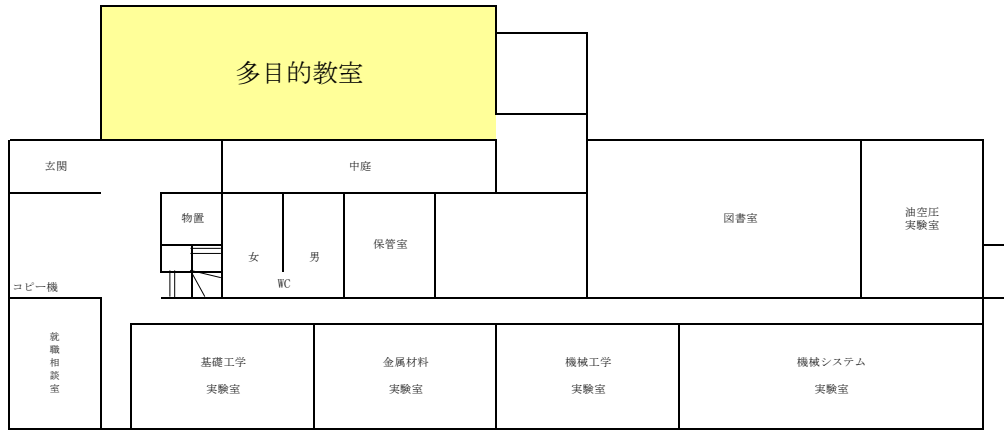 多目的教室
玄関
中庭
物置
女
男
WC
保管室
図書室
油空圧
実験室
コピー機
就職相談室
基礎工学
実験室
金属材料
実験室
機械工学
実験室
機械システム
実験室